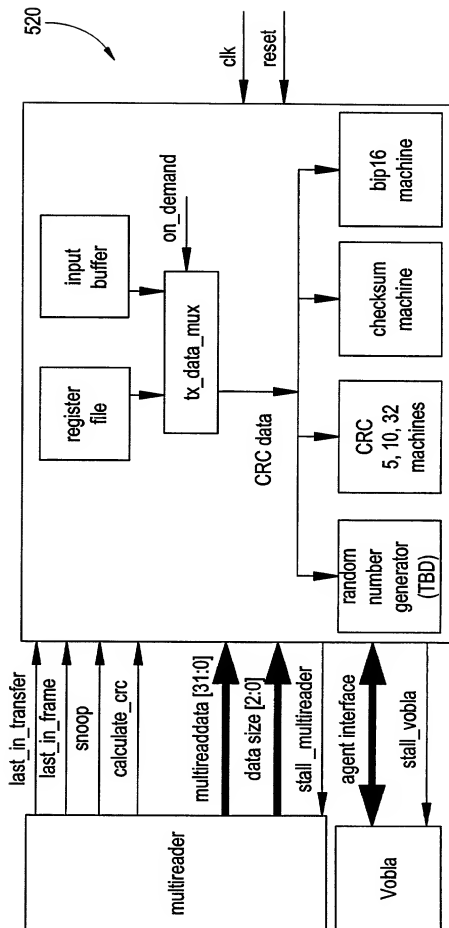 520
multireader
Vobla
last_in_transfer
last_in_frame
snoop
calculate_crc
multireaddata [31:0]
data size [2:0]
stall_multireader
agent interface
stall_vobla
register
file
input
buffer
tx_data_mux
on_demand
CRC data
random
number
generator
(TBD)
CRC
5, 10, 32
machines
checksum
machine
bip16
machine
clk
reset